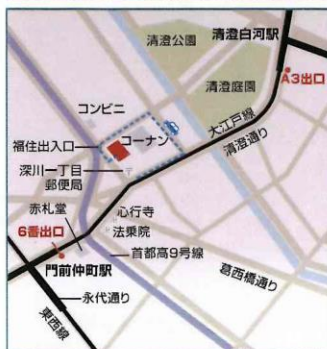 清澄白河駅
清澄公園
A3出口
清澄庭園
コンビニ
大江戸線
清澄通り
福住出入口
コーナン
深川一丁目
郵便局
赤札堂
心行寺
6番出口
法乗院
首都高9号線
門前仲町駅
葛西橋通り
永代通り
東西線